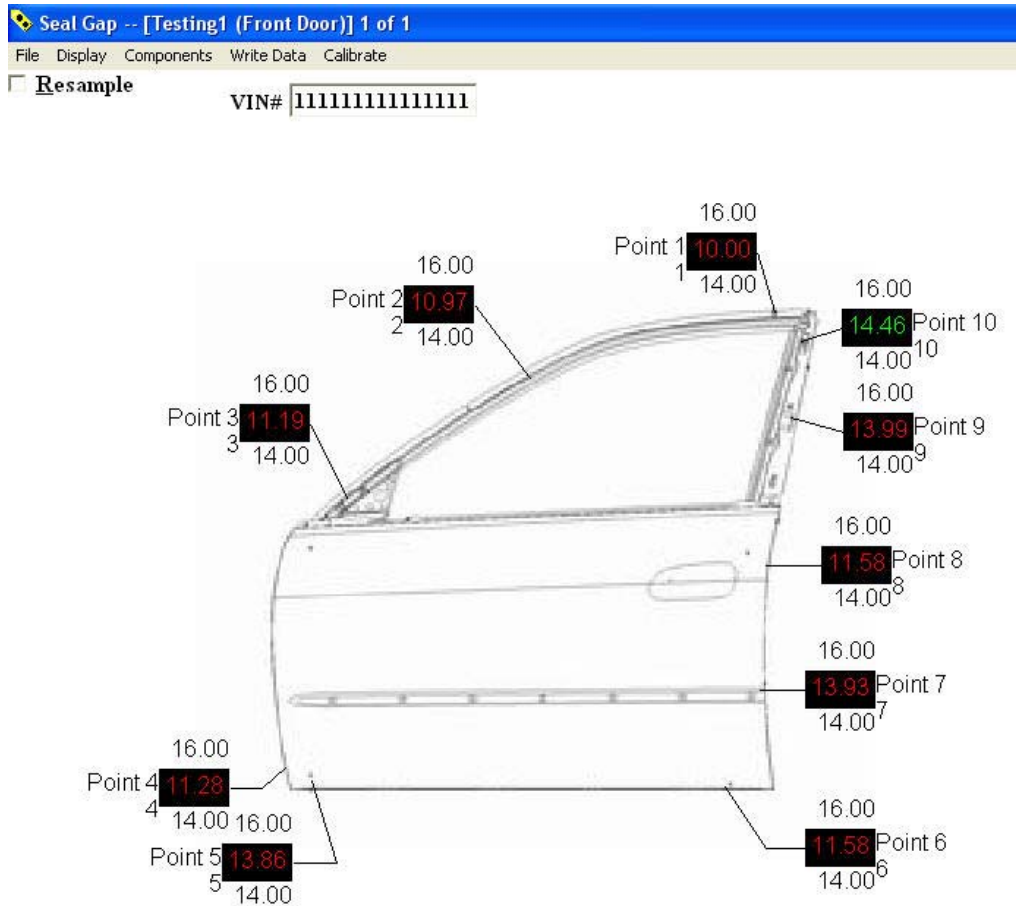 Seal Gap -- [Testing1 (Front Door)] 1 of 1
File Display Components Write Data Calibrate
Resample
VIN# 111111111111111
16.00
Point 1 10.00
1 14.00
16.00
Point 2 10.97
2 14.00
16.00
14.46 Point 10
14.00 10
16.00
Point 3 11.19
3 14.00
16.00
13.99 Point 9
14.00 9
16.00
11.58 Point 8
14.00 8
16.00
13.93 Point 7
14.00 7
16.00
Point 4 11.28
4 14.00
16.00
Point 5 13.86
5 14.00
16.00
11.58 Point 6
14.00 6